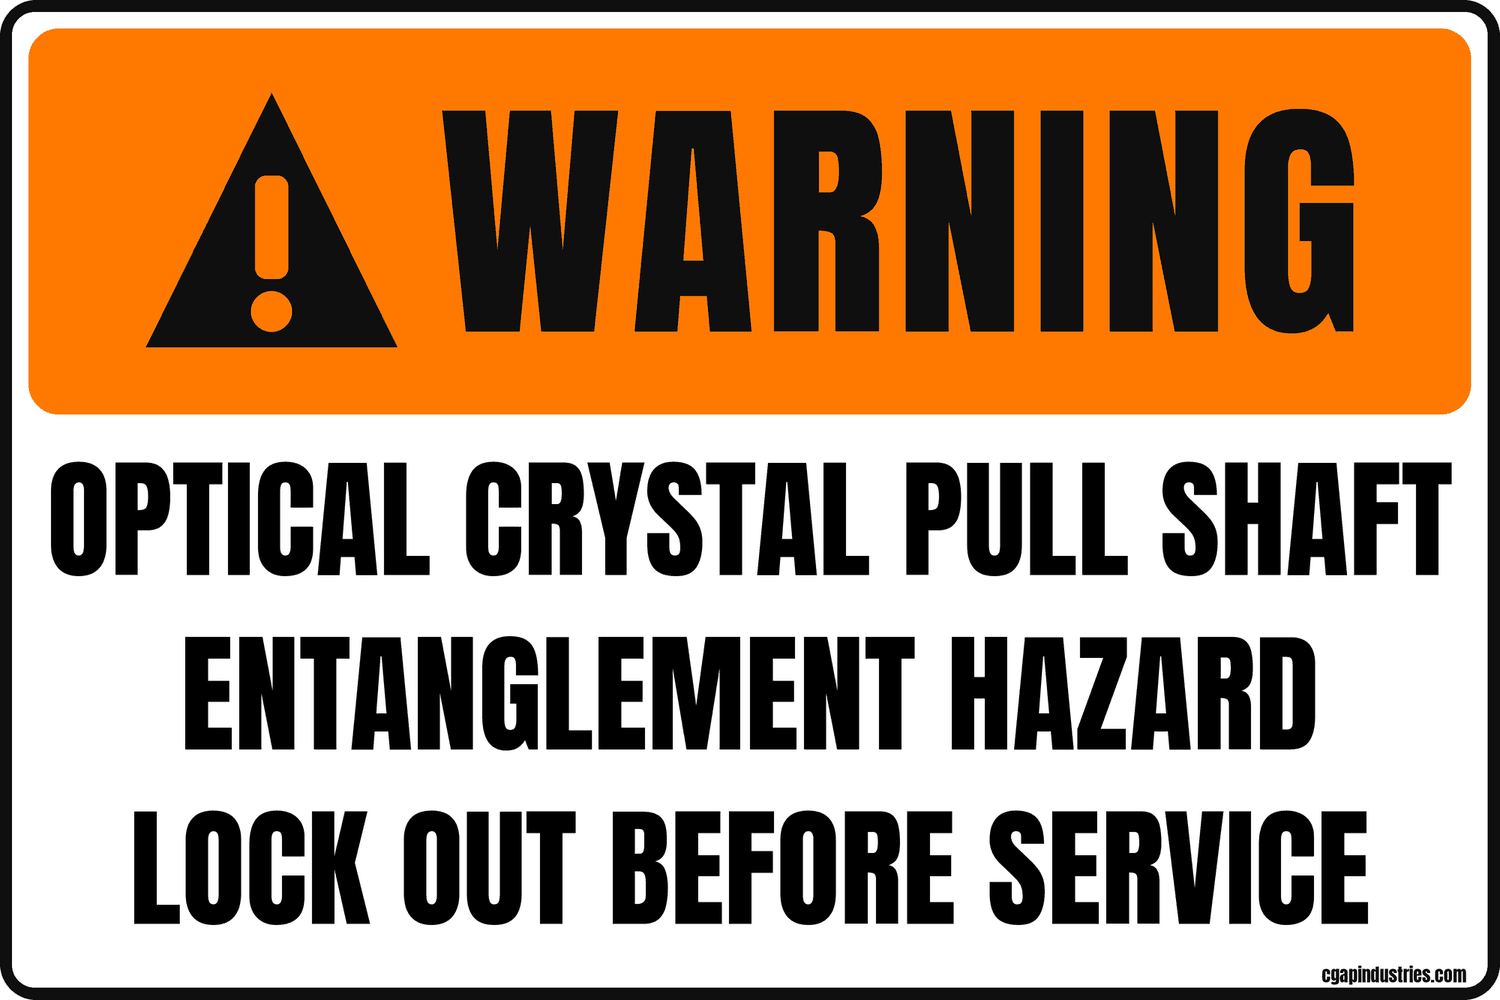 WARNING
OPTICAL CRYSTAL PULL SHAFT
ENTANGLEMENT HAZARD
LOCK OUT BEFORE SERVICE
cgapindustries.com